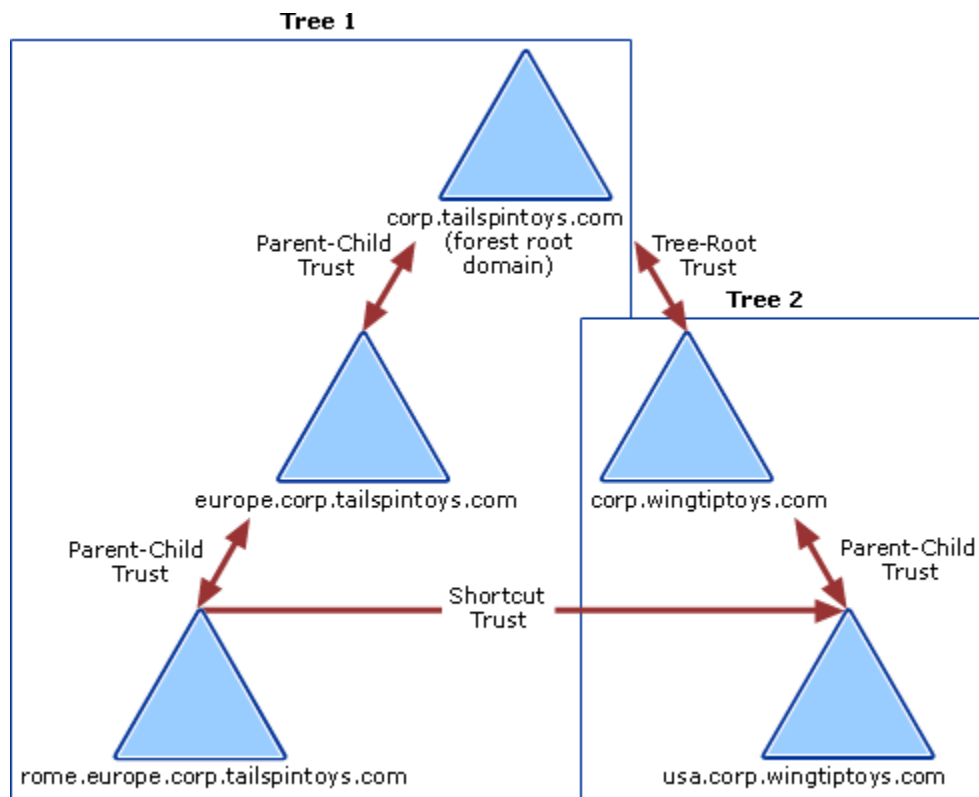 Tree 1
corp.tailspintoys.com
(forest root
domain)
Parent-Child
Trust
Tree-Root
Trust
Tree 2
europe.corp.tailspintoys.com
corp.wingtiptoys.com
Parent-Child
Trust
Shortcut
Trust
Parent-Child
Trust
rome.europe.corp.tailspintoys.com
usa.corp.wingtiptoys.com